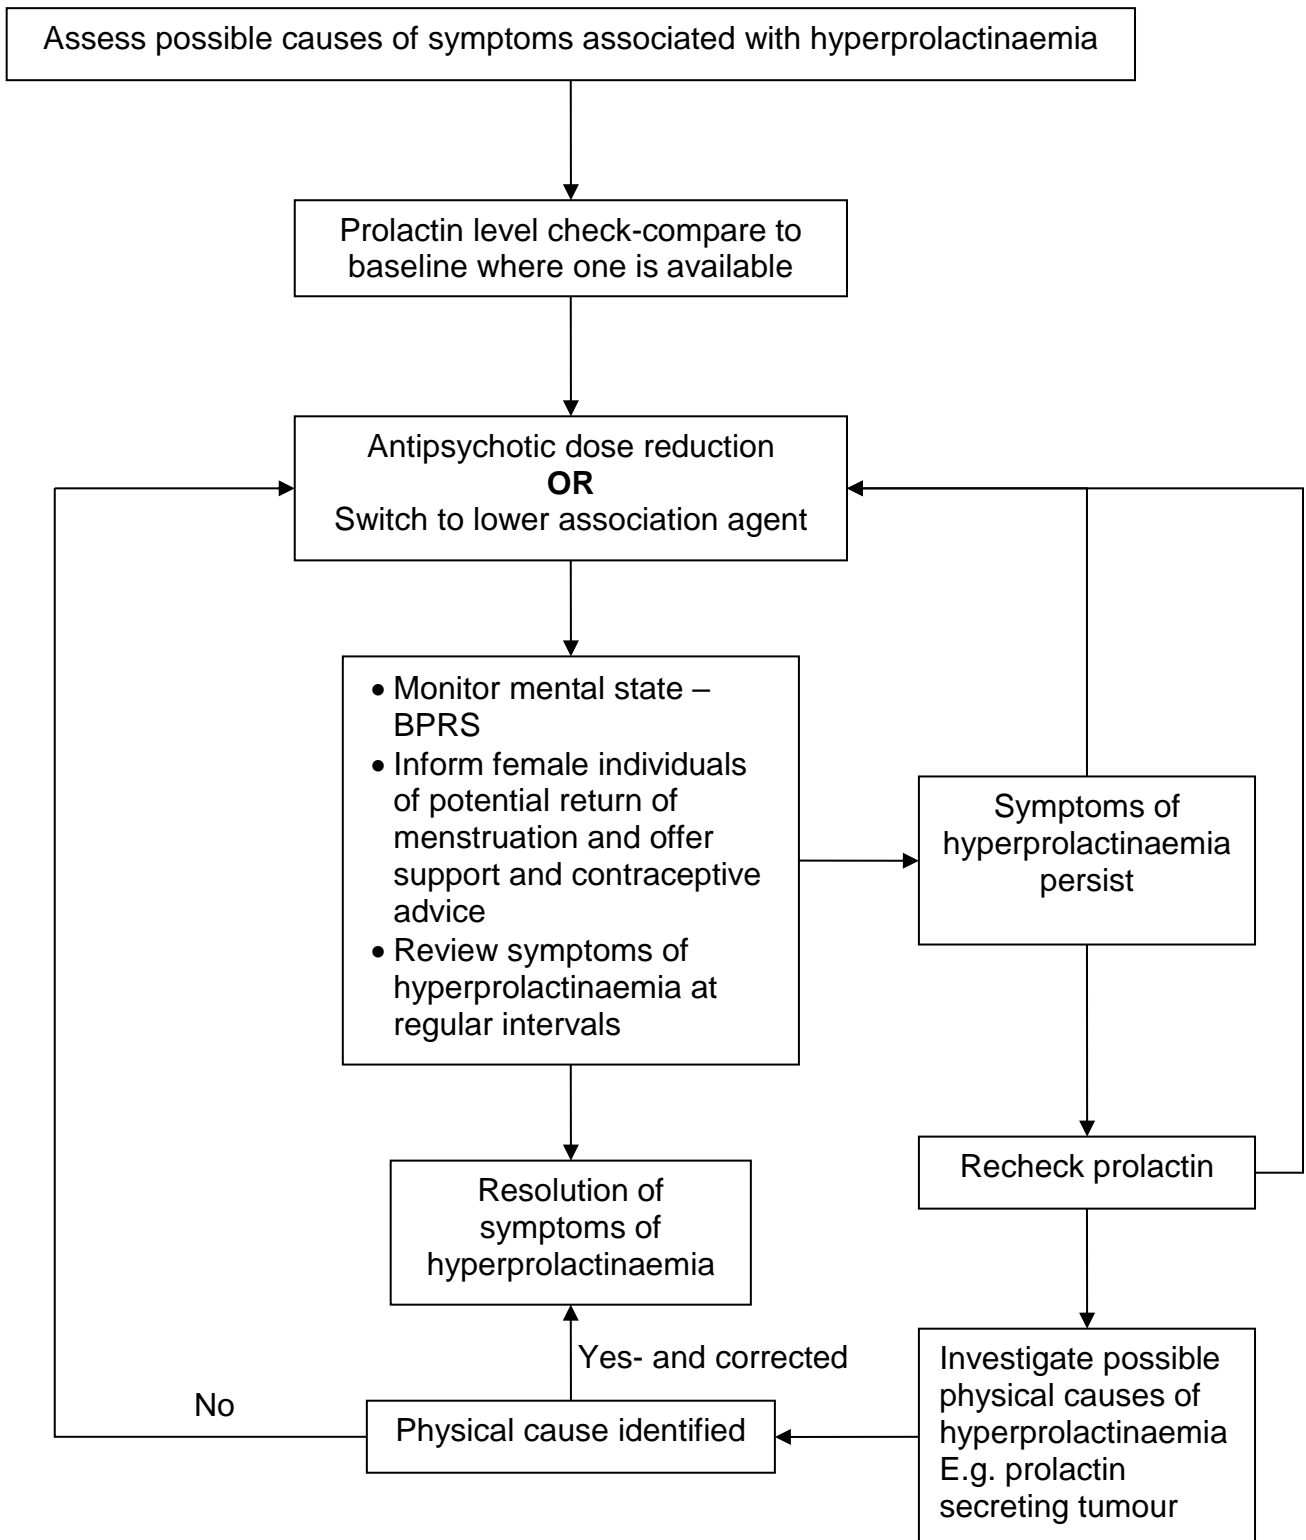 Assess possible causes of symptoms associated with hyperprolactinaemia
Prolactin level check-compare to
baseline where one is available
Antipsychotic dose reduction
OR
Switch to lower association agent
• Monitor mental state –
BPRS
• Inform female individuals
of potential return of
menstruation and offer
support and contraceptive
advice
• Review symptoms of
hyperprolactinaemia at
regular intervals
Symptoms of
hyperprolactinaemia
persist
Recheck prolactin
Resolution of
symptoms of
hyperprolactinaemia
Yes- and corrected
Investigate possible
physical causes of
hyperprolactinaemia
E.g. prolactin
secreting tumour
No
Physical cause identified